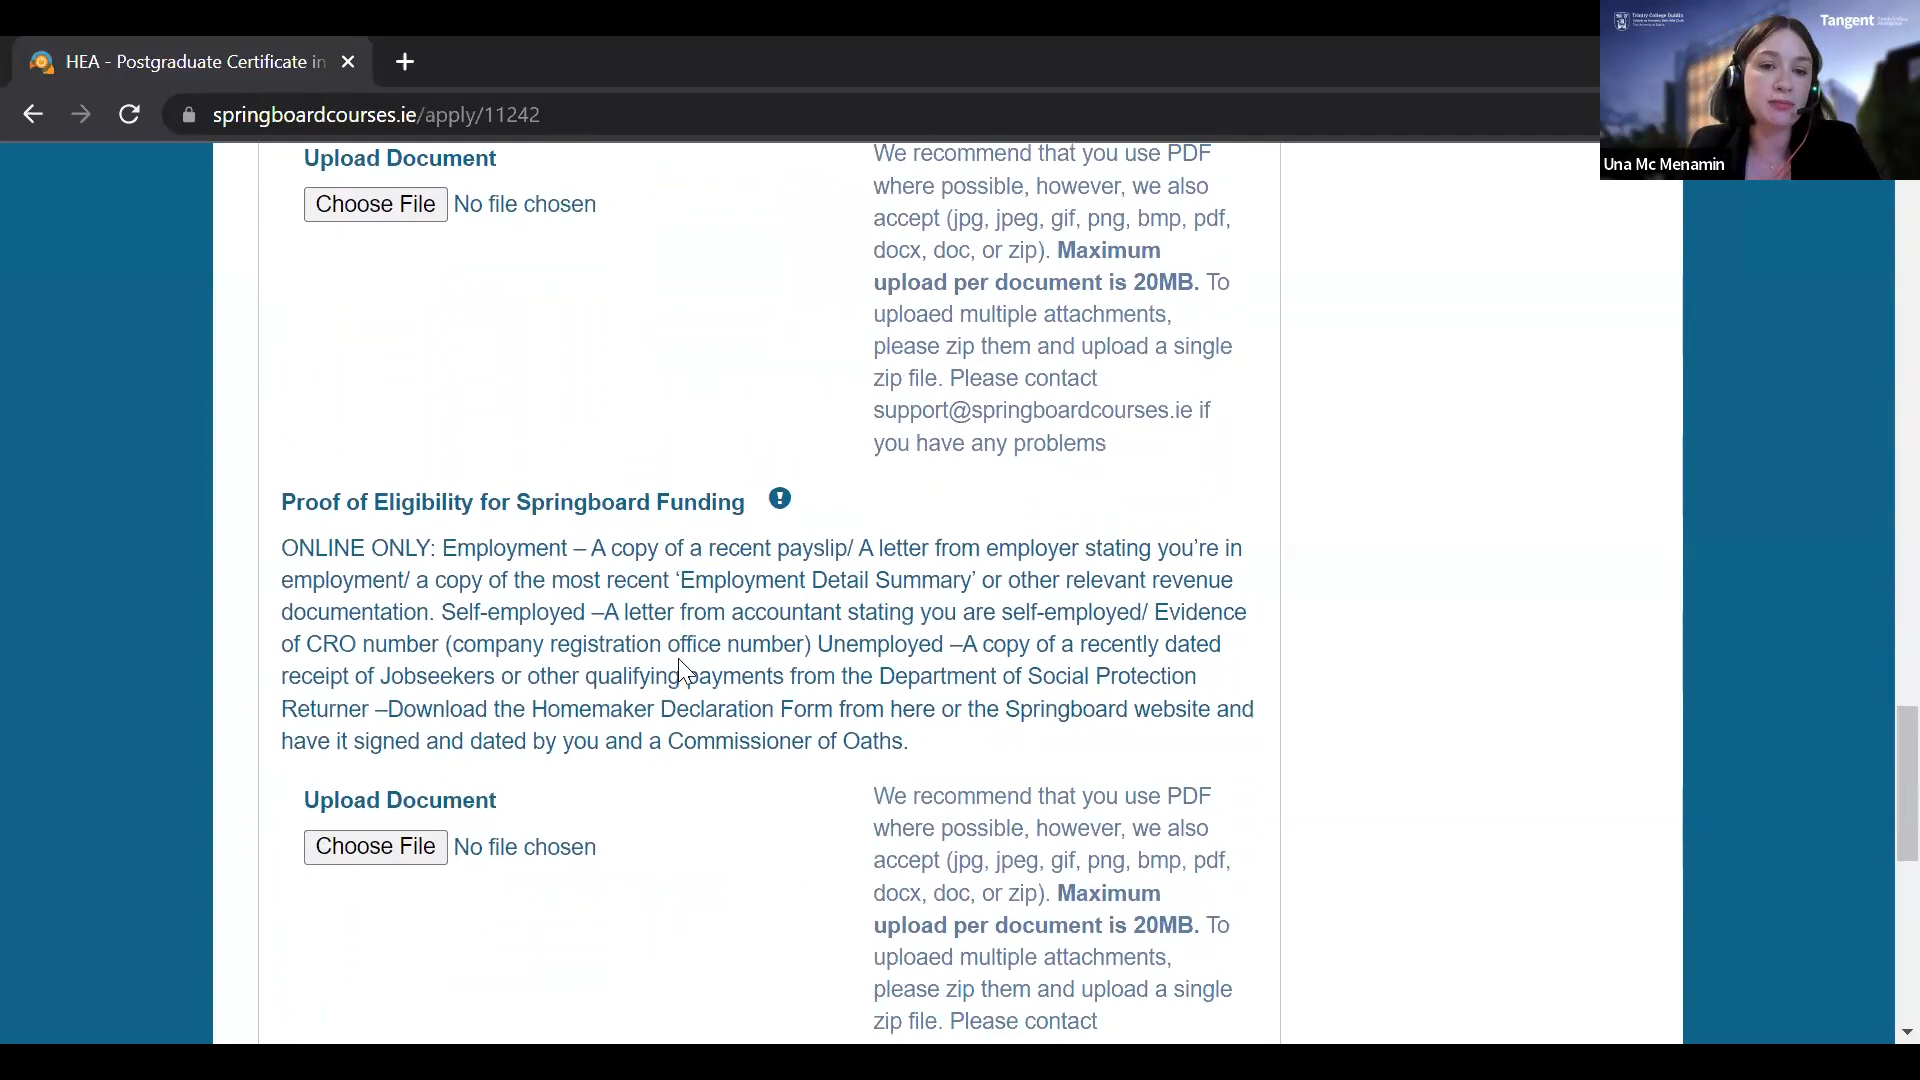 HEA - Postgraduate Certificate in
springboardcourses.ie/apply/11242
Trinity College Dublin
Tangent
Una Mc Menamin
Upload Document
Choose File No file chosen
We recommend that you use PDF
where possible, however, we also
accept (jpg, jpeg, gif, png, bmp, pdf,
docx, doc, or zip). Maximum
upload per document is 20MB. To
uploaed multiple attachments,
please zip them and upload a single
zip file. Please contact
support@springboardcourses.ie if
you have any problems
Proof of Eligibility for Springboard Funding
ONLINE ONLY: Employment – A copy of a recent payslip/ A letter from employer stating you’re in
employment/ a copy of the most recent ‘Employment Detail Summary’ or other relevant revenue
documentation. Self-employed –A letter from accountant stating you are self-employed/ Evidence
of CRO number (company registration office number) Unemployed –A copy of a recently dated
receipt of Jobseekers or other qualifying payments from the Department of Social Protection
Returner –Download the Homemaker Declaration Form from here or the Springboard website and
have it signed and dated by you and a Commissioner of Oaths.
Upload Document
Choose File No file chosen
We recommend that you use PDF
where possible, however, we also
accept (jpg, jpeg, gif, png, bmp, pdf,
docx, doc, or zip). Maximum
upload per document is 20MB. To
uploaed multiple attachments,
please zip them and upload a single
zip file. Please contact